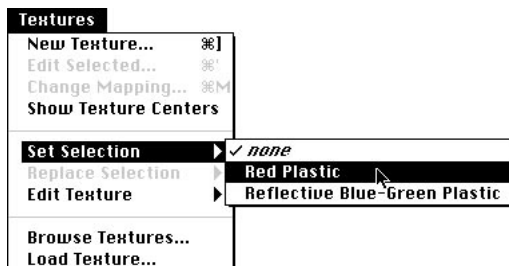 Textures
New Texture... ⌘]
Edit Selected... ⌘'
Change Mapping... ⌘M
Show Texture Centers
Set Selection ▶
✓ none
Replace Selection ▶
Red Plastic
Edit Texture ▶
Reflective Blue-Green Plastic
Browse Textures...
Load Texture...